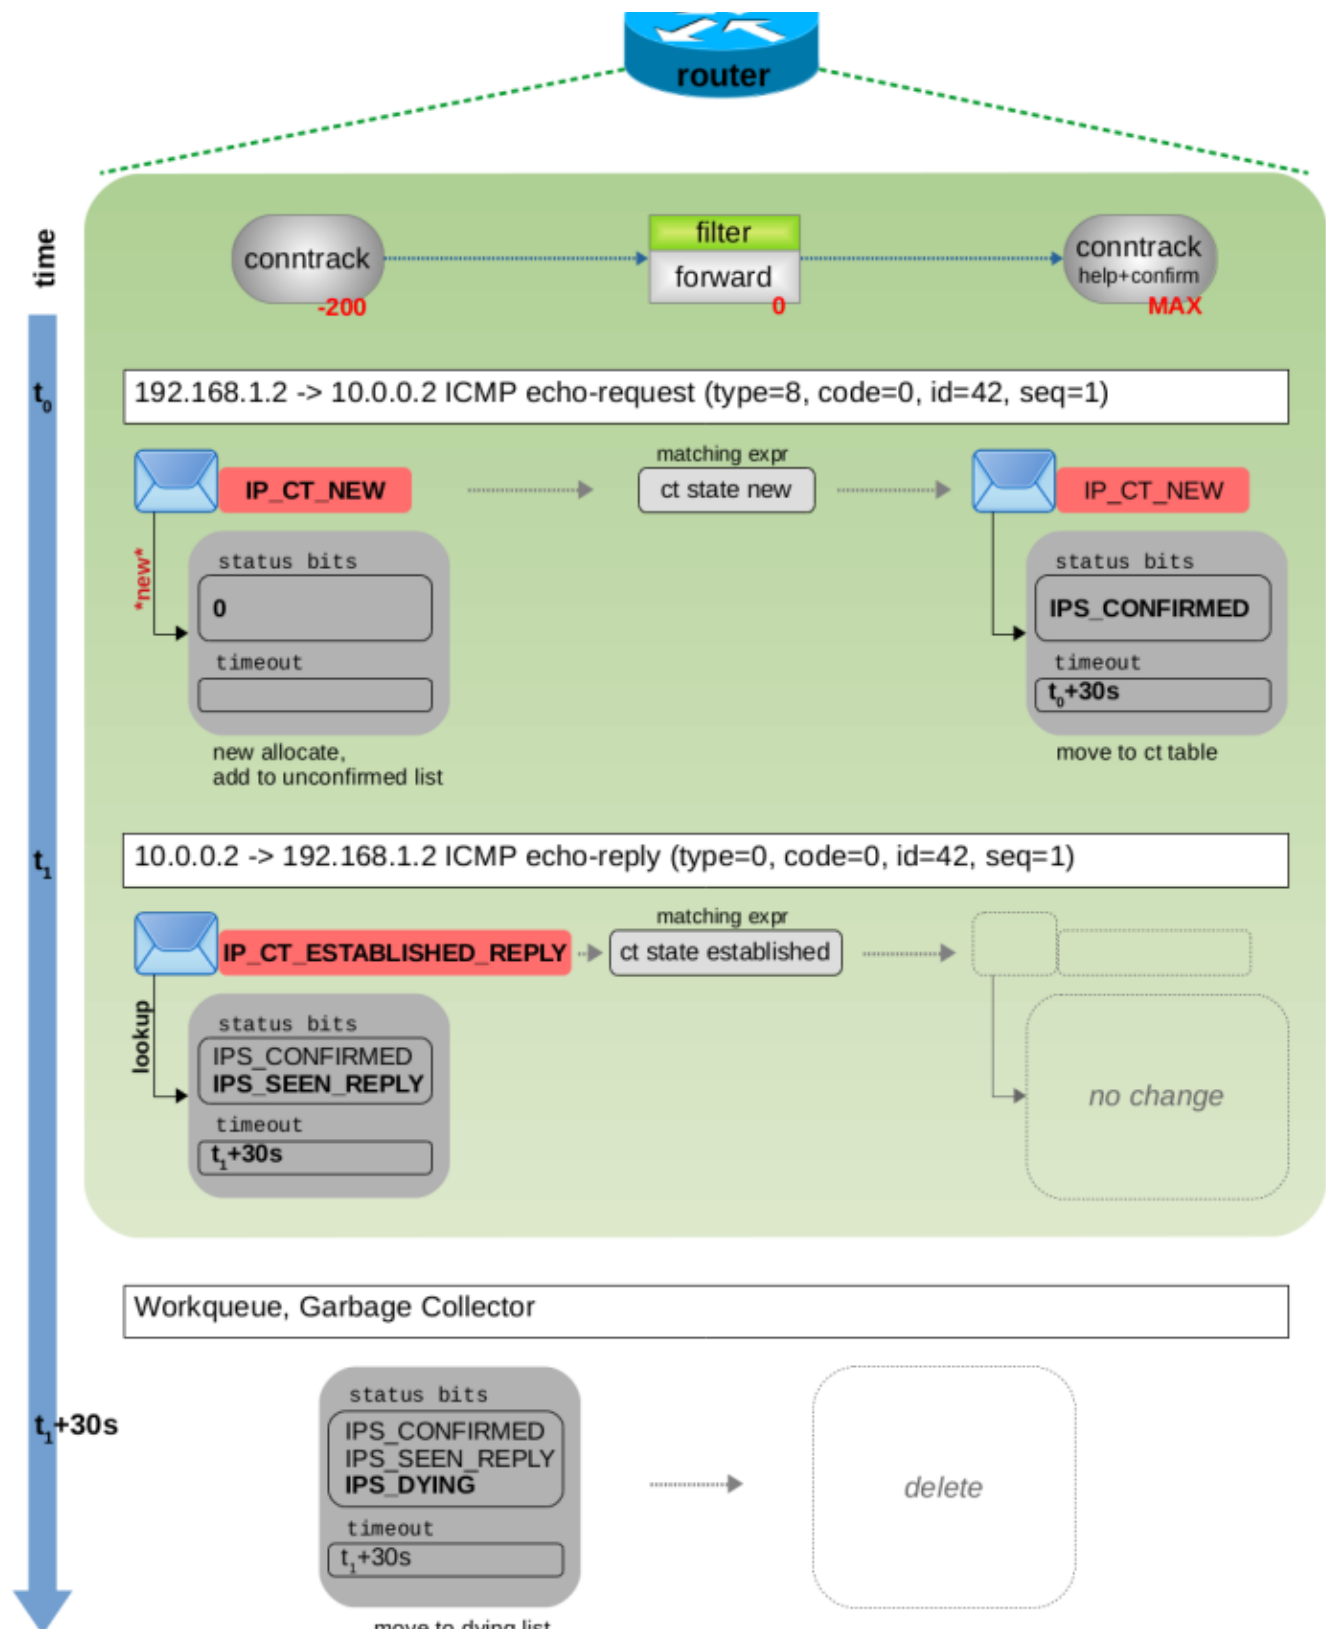 router
time
conntrack
-200
filter
forward
0
conntrack
help+confirm
MAX
t0
192.168.1.2 -> 10.0.0.2 ICMP echo-request (type=8, code=0, id=42, seq=1)
IP_CT_NEW
matching expr
ct state new
IP_CT_NEW
*new*
status bits
0
timeout
new allocate,
add to unconfirmed list
status bits
IPS_CONFIRMED
timeout
t0+30s
move to ct table
t1
10.0.0.2 -> 192.168.1.2 ICMP echo-reply (type=0, code=0, id=42, seq=1)
IP_CT_ESTABLISHED_REPLY
matching expr
ct state established
lookup
status bits
IPS_CONFIRMED
IPS_SEEN_REPLY
timeout
t1+30s
no change
Workqueue, Garbage Collector
t1+30s
status bits
IPS_CONFIRMED
IPS_SEEN_REPLY
IPS_DYING
timeout
t1+30s
delete
move to dying list